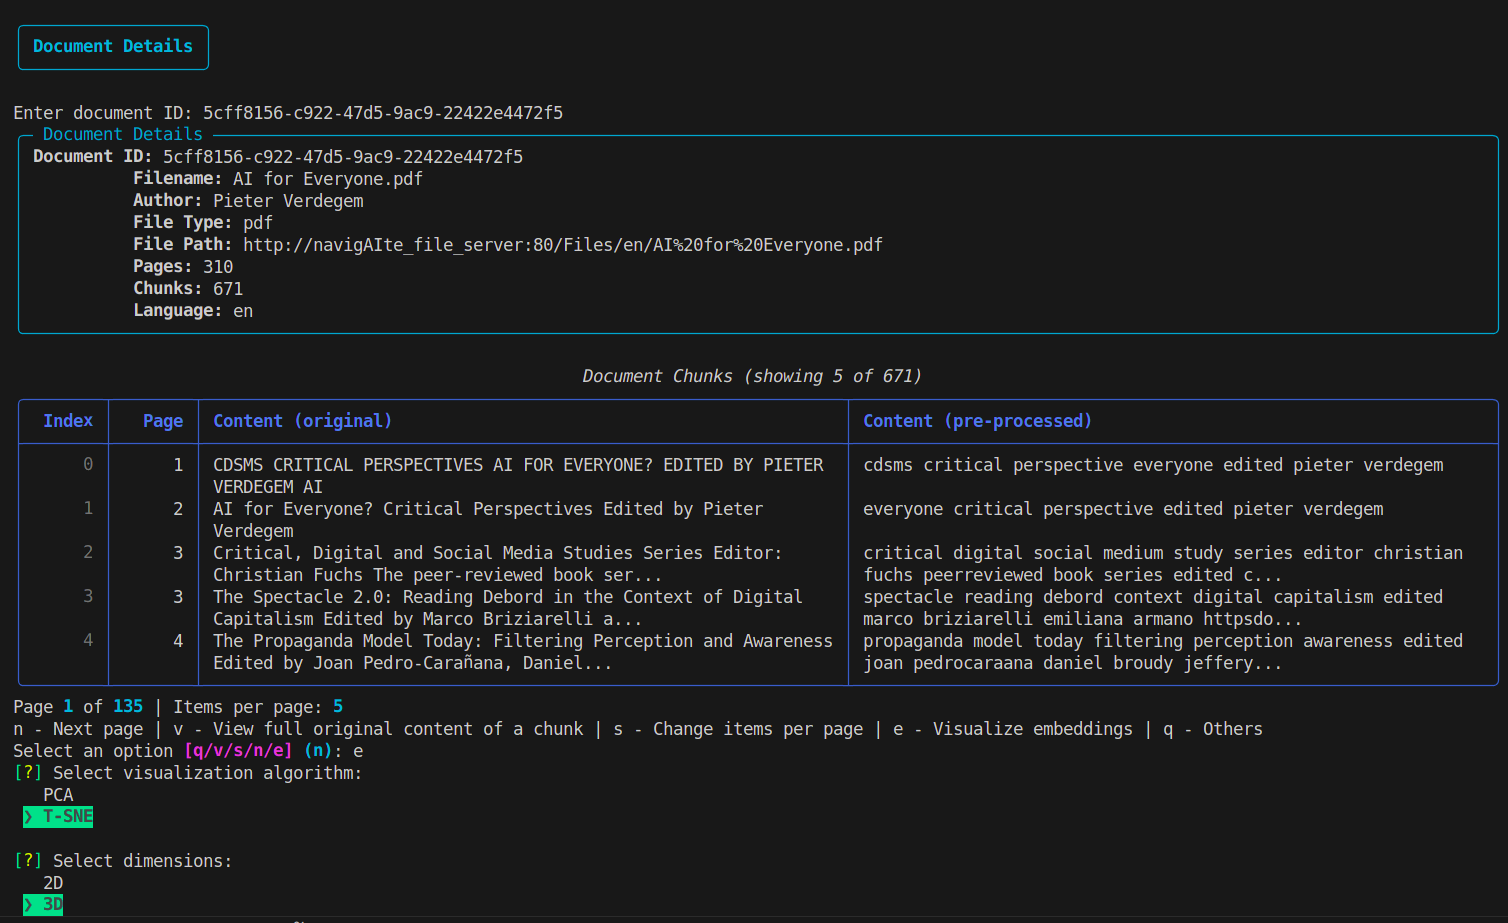 Document Details
Enter document ID: 5cff8156-c922-47d5-9ac9-22422e4472f5
Document Details
Document ID: 5cff8156-c922-47d5-9ac9-22422e4472f5
Filename: AI for Everyone.pdf
Author: Pieter Verdegem
File Type: pdf
File Path: http://navigAIte_file_server:80/Files/en/AI%20for%20Everyone.pdf
Pages: 310
Chunks: 671
Language: en
Document Chunks (showing 5 of 671)
Index Page Content (original) Content (pre-processed)
0 1 CDSMS CRITICAL PERSPECTIVES AI FOR EVERYONE? EDITED BY PIETER cdsms critical perspective everyone edited pieter verdegem
VERDEGEM AI
1 2 AI for Everyone? Critical Perspectives Edited by Pieter everyone critical perspective edited pieter verdegem
Verdegem
2 3 Critical, Digital and Social Media Studies Series Editor: critical digital social medium study series editor christian
Christian Fuchs The peer-reviewed book ser... fuchs peerreviewed book series edited c...
3 3 The Spectacle 2.0: Reading Debord in the Context of Digital spectacle reading debord context digital capitalism edited
Capitalism Edited by Marco Briziarelli a... marco briziarelli emiliana armano httpsdo...
4 4 The Propaganda Model Today: Filtering Perception and Awareness propaganda model today filtering perception awareness edited
Edited by Joan Pedro-Carañana, Daniel... joan pedrocaraana daniel broudy jeffery...
Page 1 of 135 | Items per page: 5
n - Next page | v - View full original content of a chunk | s - Change items per page | e - Visualize embeddings | q - Others
Select an option [q/v/s/n/e] (n): e
[?] Select visualization algorithm:
PCA
❯ T-SNE
[?] Select dimensions:
2D
❯ 3D